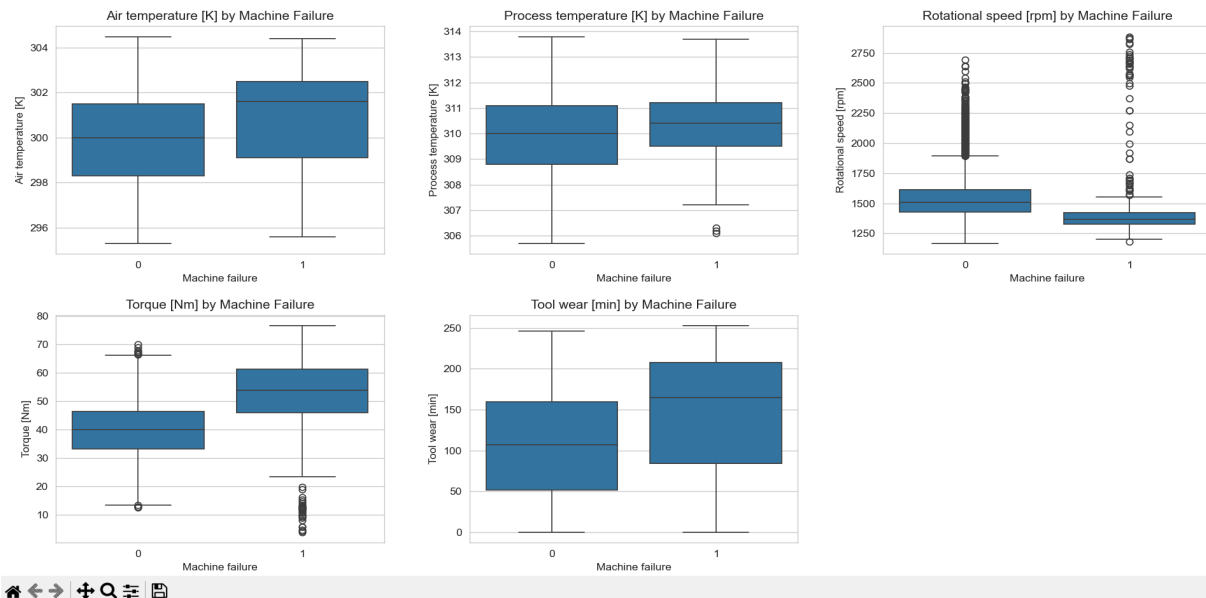 Air temperature [K] by Machine Failure
304
302
300
298
296
Air temperature [K]
0 1
Machine failure
Process temperature [K] by Machine Failure
314
313
312
311
310
309
308
307
306
Process temperature [K]
0 1
Machine failure
Rotational speed [rpm] by Machine Failure
2750
2500
2250
2000
1750
1500
1250
Rotational speed [rpm]
0 1
Machine failure
Torque [Nm] by Machine Failure
80
70
60
50
40
30
20
10
Torque [Nm]
0 1
Machine failure
Tool wear [min] by Machine Failure
250
200
150
100
50
0
Tool wear [min]
0 1
Machine failure